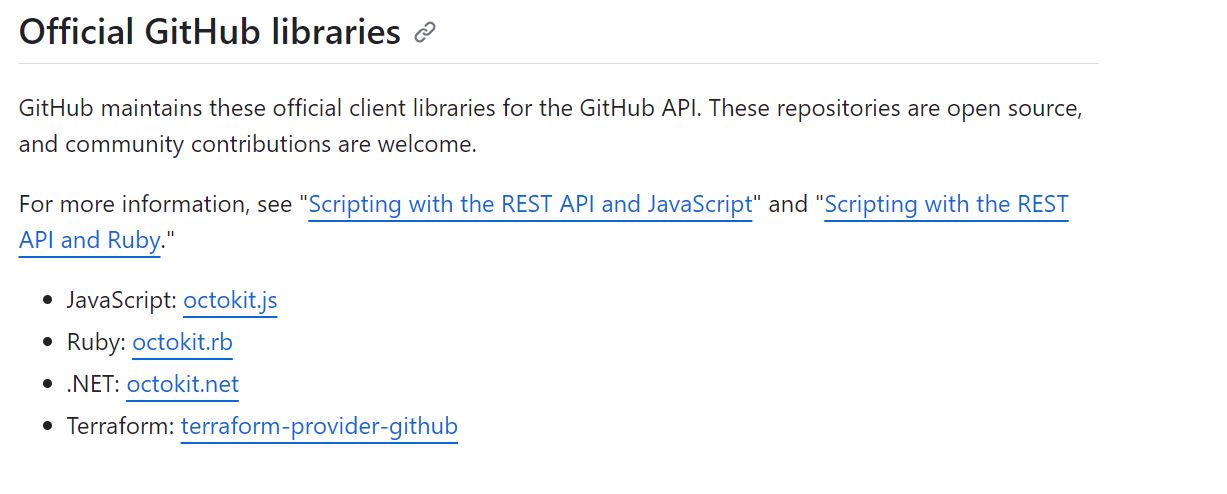 Official GitHub libraries
GitHub maintains these official client libraries for the GitHub API. These repositories are open source,
and community contributions are welcome.
For more information, see "Scripting with the REST API and JavaScript" and "Scripting with the REST
API and Ruby."
• JavaScript: octokit.js
• Ruby: octokit.rb
• .NET: octokit.net
• Terraform: terraform-provider-github